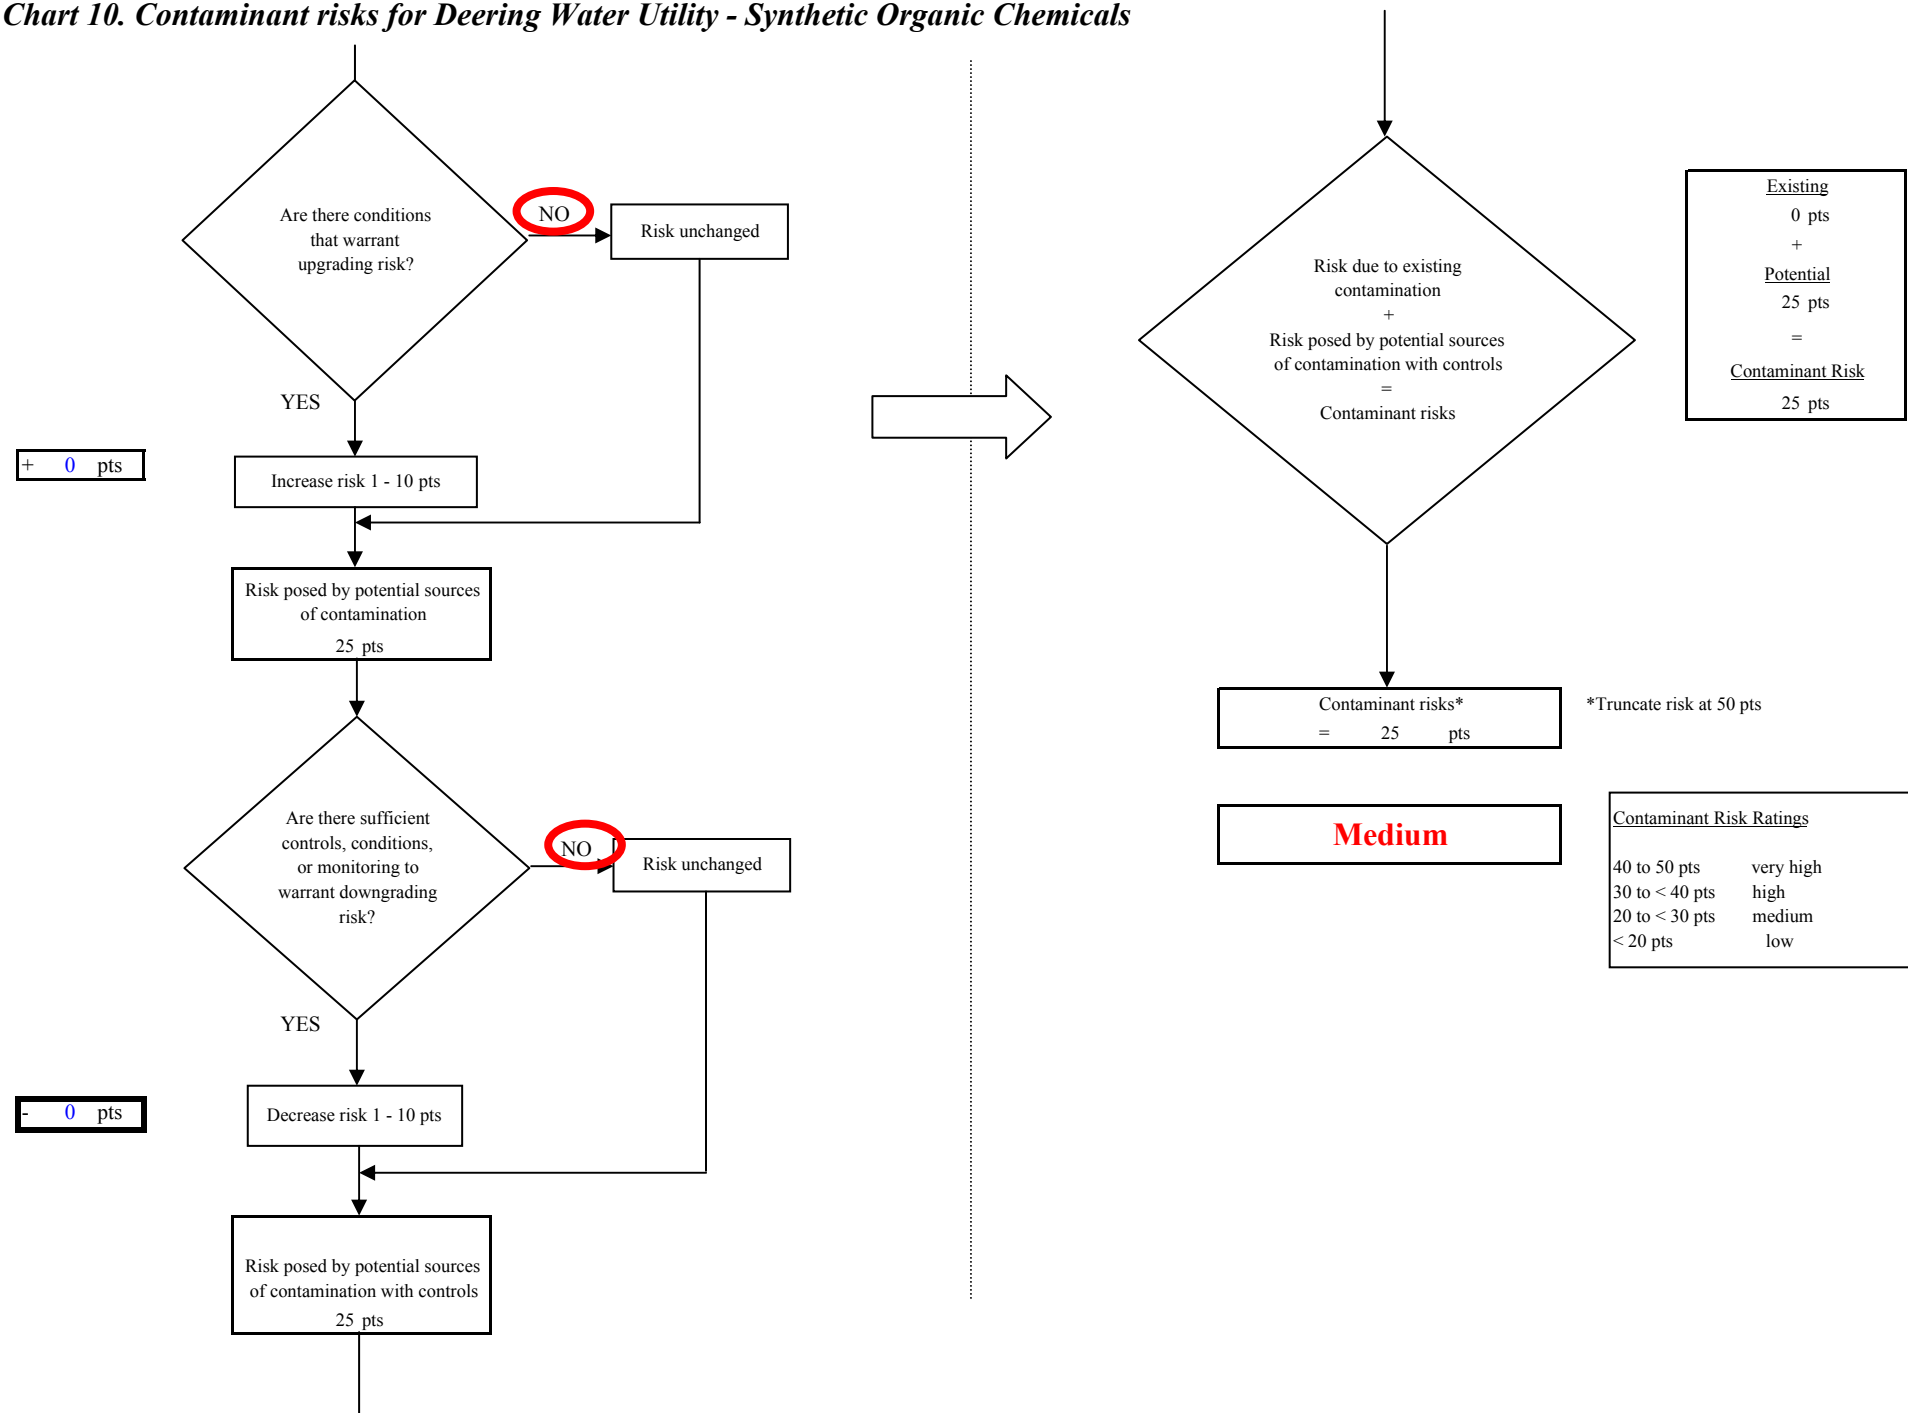 Chart 10. Contaminant risks for Deering Water Utility - Synthetic Organic Chemicals
Are there conditions
that warrant
upgrading risk?
NO
Risk unchanged
YES
+ 0 pts
Increase risk 1 - 10 pts
Risk posed by potential sources
of contamination
25 pts
Are there sufficient
controls, conditions,
or monitoring to
warrant downgrading
risk?
NO
Risk unchanged
YES
- 0 pts
Decrease risk 1 - 10 pts
Risk posed by potential sources
of contamination with controls
25 pts
Risk due to existing
contamination
+
Risk posed by potential sources
of contamination with controls
=
Contaminant risks
Existing
0 pts
+
Potential
25 pts
=
Contaminant Risk
25 pts
Contaminant risks*
= 25 pts
*Truncate risk at 50 pts
Medium
Contaminant Risk Ratings
40 to 50 pts very high
30 to < 40 pts high
20 to < 30 pts medium
< 20 pts low